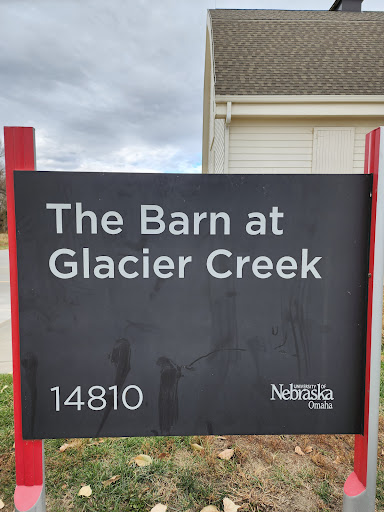 The Barn at
Glacier Creek
14810
UNIVERSITY OF
Nebraska
Omaha